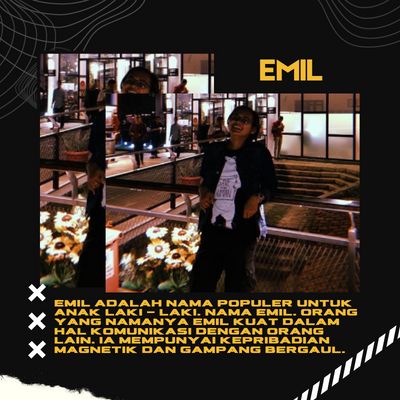 EMIL
EMIL ADALAH NAMA POPULER UNTUK
ANAK LAKI - LAKI. NAMA EMIL. ORANG
YANG NAMANYA EMIL KUAT DALAM
HAL KOMUNIKASI DENGAN ORANG
LAIN. IA MEMPUNYAI KEPRIBADIAN
MAGNETIK DAN GAMPANG BERGAUL.